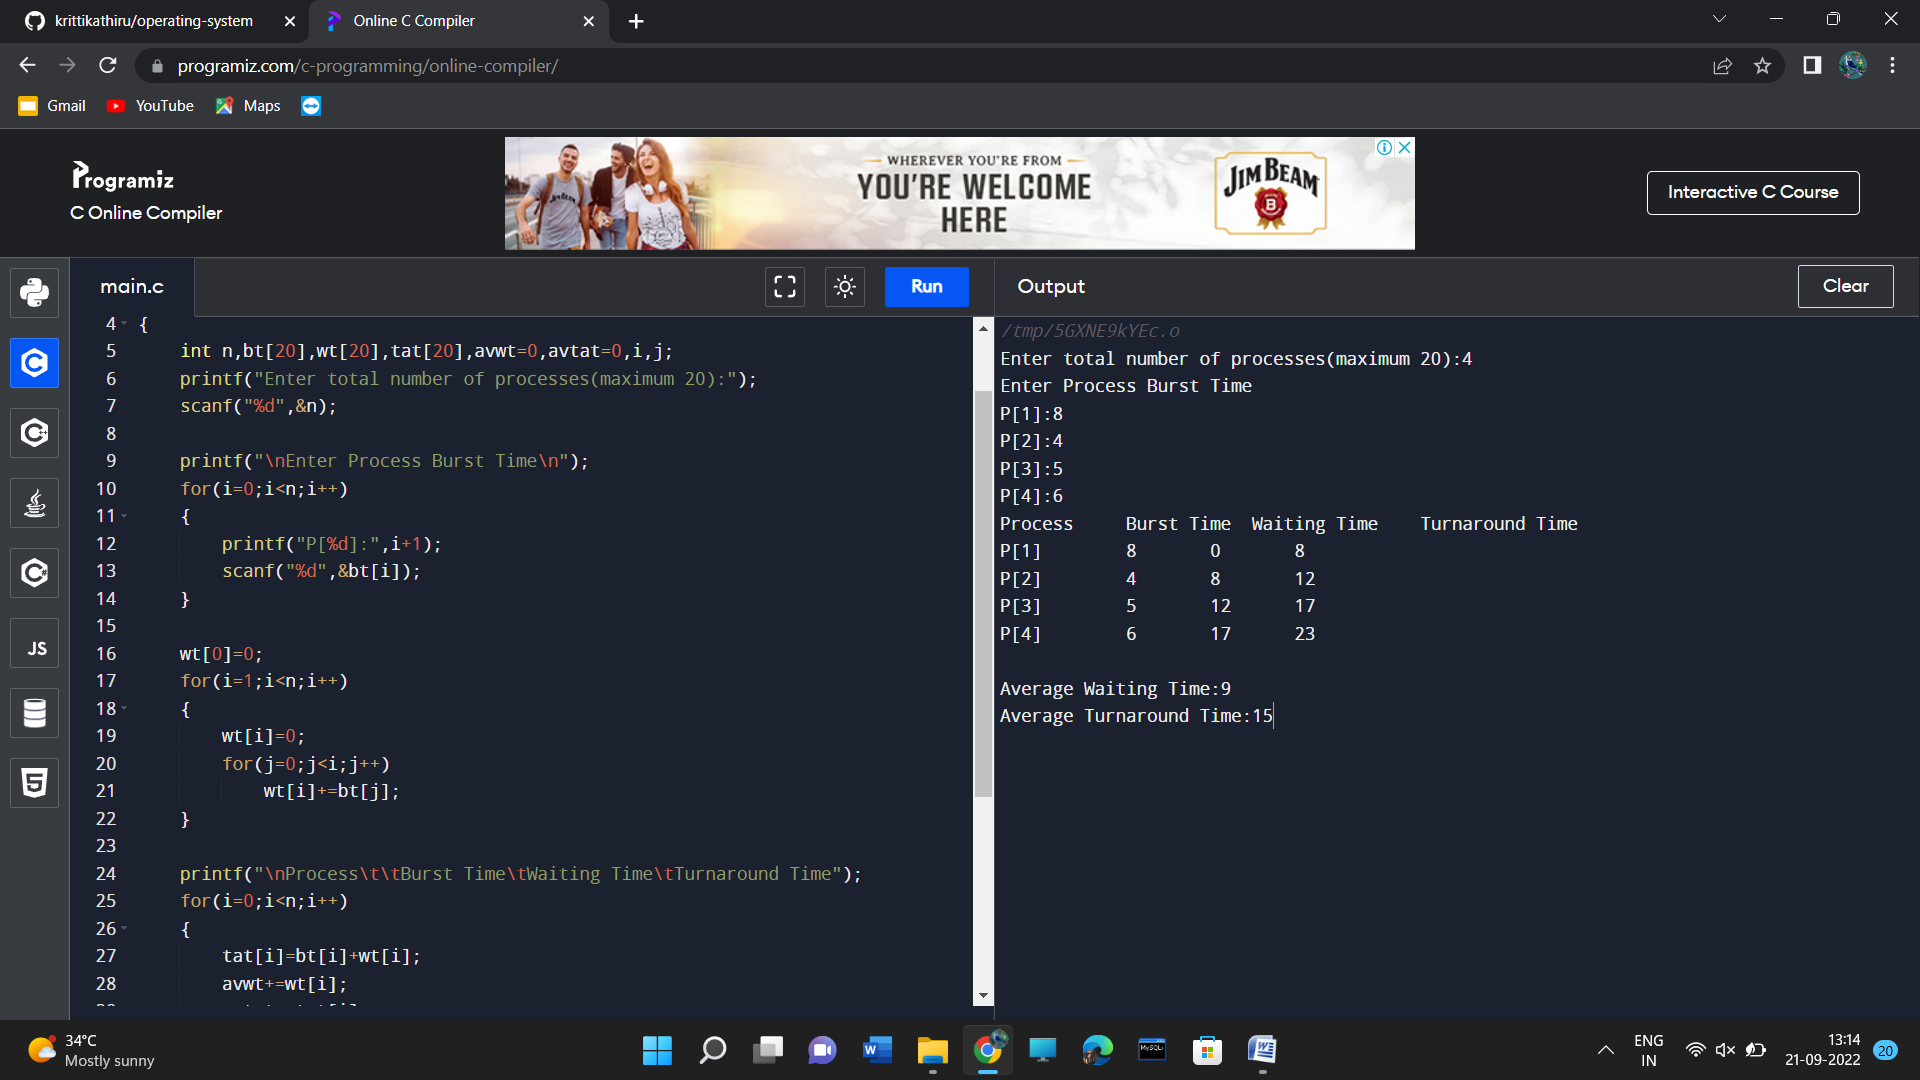 krittikathiru/operating-system
Online C Compiler
programiz.com/c-programming/online-compiler/
Gmail
YouTube
Maps
Programiz
C Online Compiler
WHEREVER YOU'RE FROM
YOU'RE WELCOME
HERE
JIM BEAM
B
Interactive C Course
main.c
Run
Output
Clear
4 {
5 int n,bt[20],wt[20],tat[20],avwt=0,avtat=0,i,j;
6 printf("Enter total number of processes(maximum 20):");
7 scanf("%d",&n);
8
9 printf("\nEnter Process Burst Time\n");
10 for(i=0;i<n;i++)
11 {
12 printf("P[%d]:",i+1);
13 scanf("%d",&bt[i]);
14 }
15
16 wt[0]=0;
17 for(i=1;i<n;i++)
18 {
19 wt[i]=0;
20 for(j=0;j<i;j++)
21 wt[i]+=bt[j];
22 }
23
24 printf("\nProcess\t\tBurst Time\tWaiting Time\tTurnaround Time");
25 for(i=0;i<n;i++)
26 {
27 tat[i]=bt[i]+wt[i];
28 avwt+=wt[i];
/tmp/5GXNE9kYEc.o
Enter total number of processes(maximum 20):4
Enter Process Burst Time
P[1]:8
P[2]:4
P[3]:5
P[4]:6
Process Burst Time Waiting Time Turnaround Time
P[1] 8 0 8
P[2] 4 8 12
P[3] 5 12 17
P[4] 6 17 23
Average Waiting Time:9
Average Turnaround Time:15
JS
34°C
Mostly sunny
MySQL
ENG
IN
13:14
21-09-2022
20